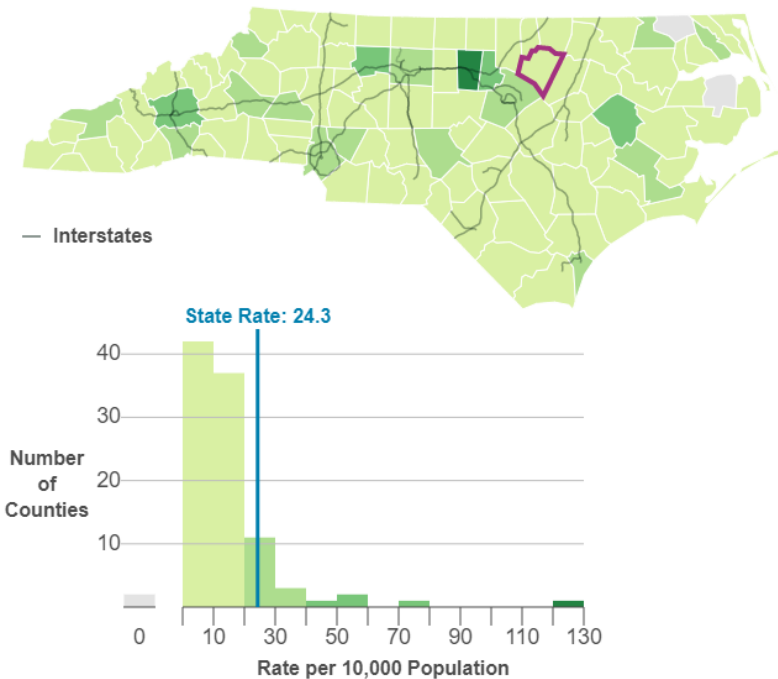 — Interstates
State Rate: 24.3
40
30
20
10
Number
of
Counties
0 10 30 50 70 90 110 130
Rate per 10,000 Population